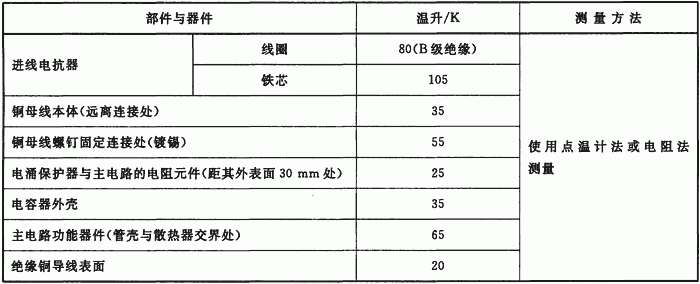 部件与器件 温升/K 测量方法
进线电抗器 线圈 80(B级绝缘)
铁芯 105
铜母线本体(远离连接处) 35
铜母线螺钉固定连接处(镀锡) 55
使用点温计法或电阻法
测量
电涌保护器与主电路的电阻元件(距其外表面30 mm处) 25
电容器外壳 35
主电路功能器件(管壳与散热器交界处) 65
绝缘铜导线表面 20